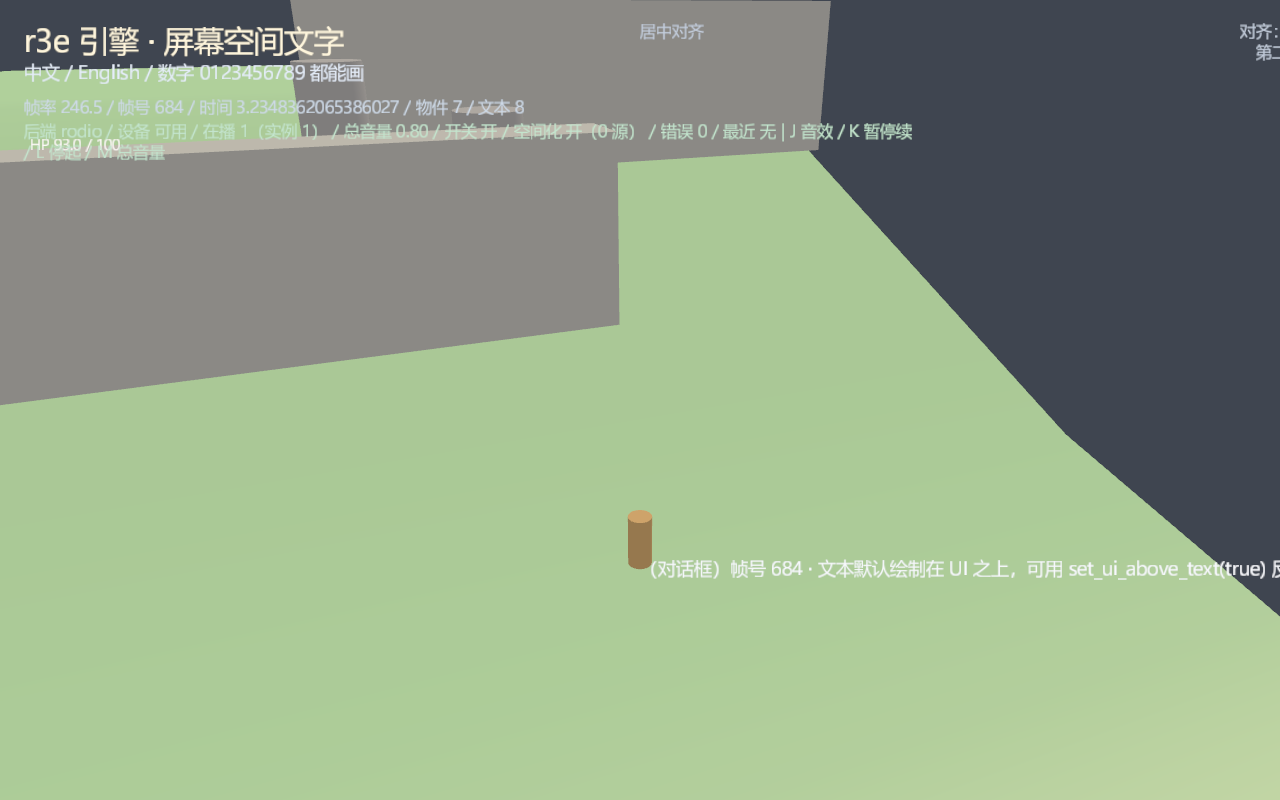 r3e 引擎 · 屏幕空间文字
居中对齐
对齐：
第二
中文 / English / 数字 0123456789 都能画
帧率 246.5 / 帧号 684 / 时间 3.2348362065386027 / 物件 7 / 文本 8
后端 rodio / 设备 可用 / 在播 1（实例 1） / 总音量 0.80 / 开关 开 / 空间化 开（0 源） / 错误 0 / 最近 无 | J 音效 / K 暂停续
HP 93.0 / 100
/ L 停起 / M 总音量
（对话框）帧号 684 · 文本默认绘制在 UI 之上，可用 set_ui_above_text(true)